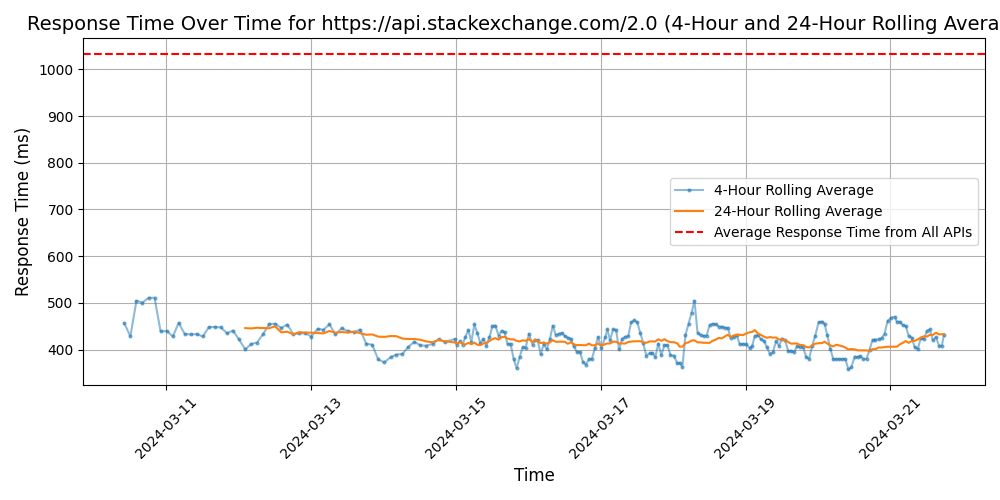 Response Time Over Time for https://api.stackexchange.com/2.0 (4-Hour and 24-Hour Rolling Avera
Response Time (ms)
1000
900
800
700
600
500
400
4-Hour Rolling Average
24-Hour Rolling Average
Average Response Time from All APIs
2024-03-11
2024-03-13
2024-03-15
2024-03-17
2024-03-19
2024-03-21
Time